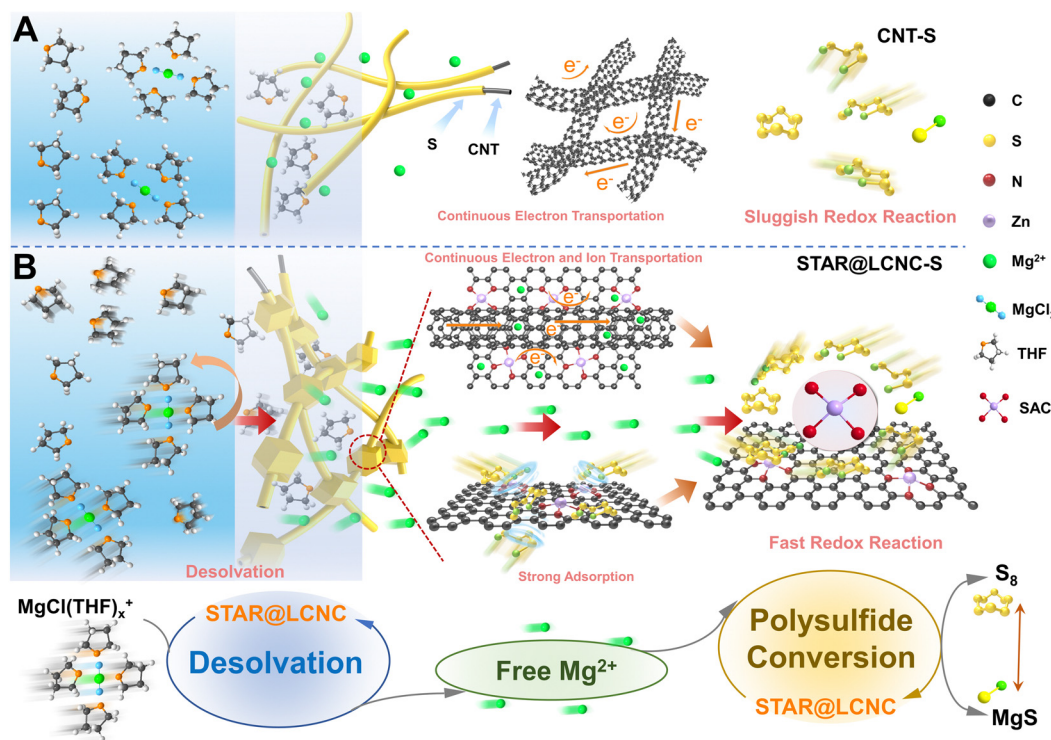 A
CNT-S
e-
e-
e-
e-
S
CNT
Continuous Electron Transportation
Sluggish Redox Reaction
C
S
N
Zn
Mg2+
MgCl
THF
SAC
B
Continuous Electron and Ion Transportation
STAR@LCNC-S
e-
e-
e-
Desolvation
Strong Adsorption
Fast Redox Reaction
MgCl(THF)x+
STAR@LCNC
Desolvation
Free Mg2+
Polysulfide
Conversion
STAR@LCNC
S8
MgS